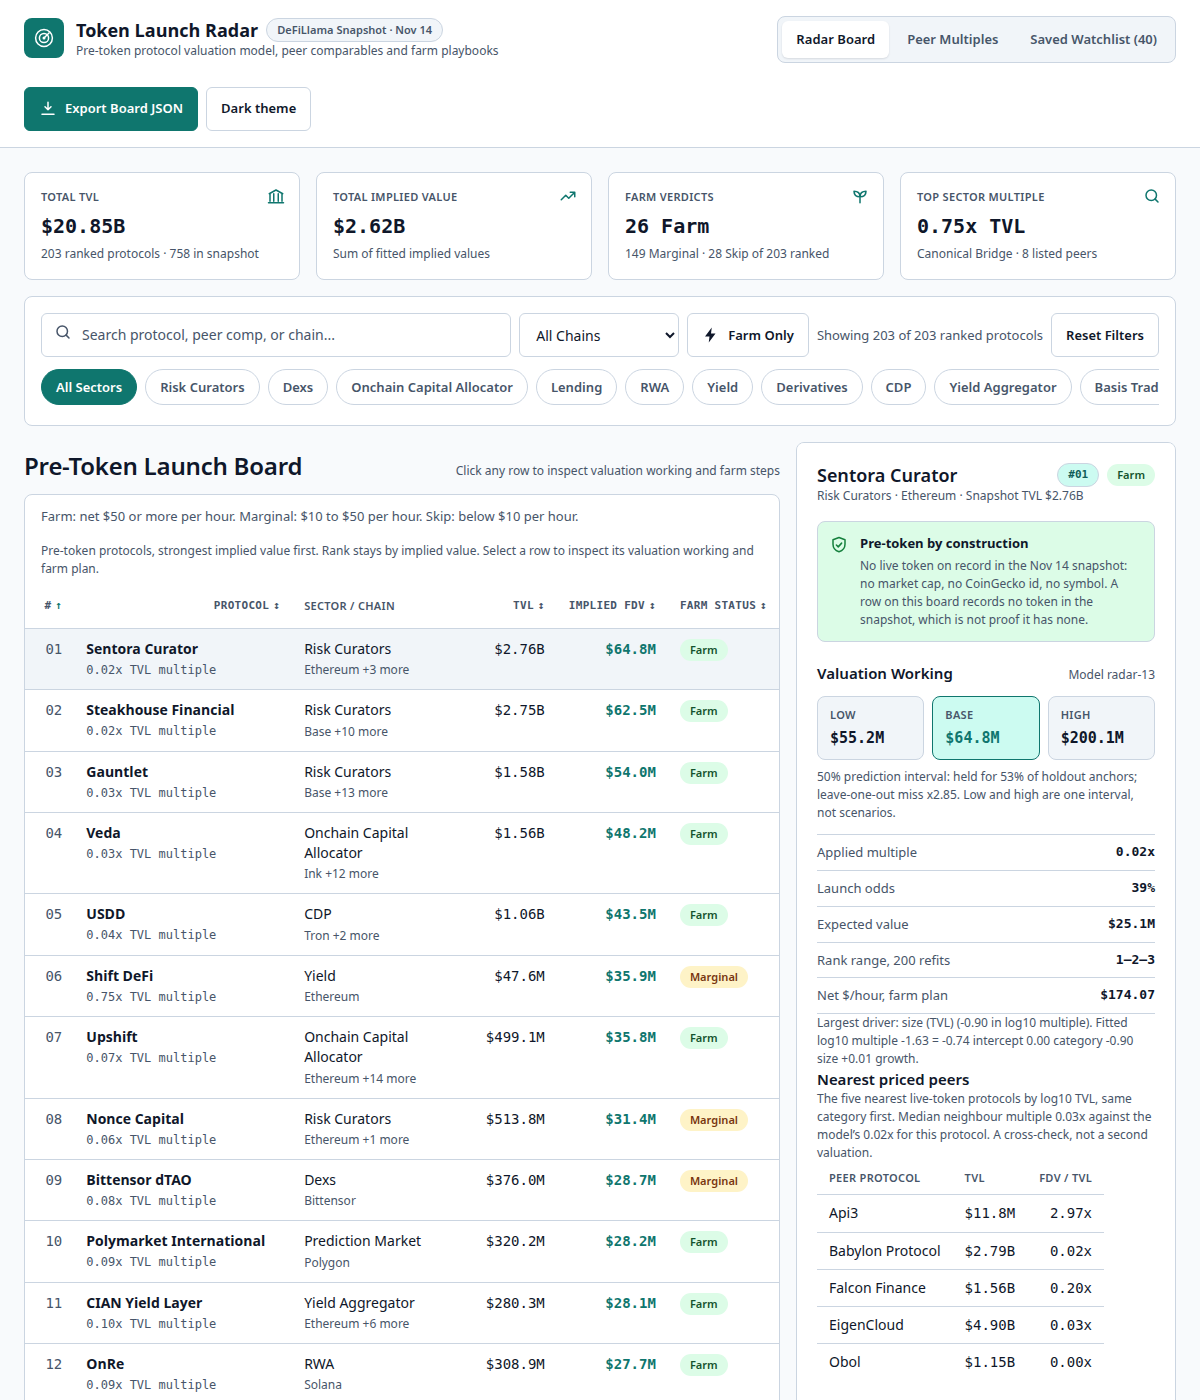 Token Launch Radar
DeFiLlama Snapshot · Nov 14
Pre-token protocol valuation model, peer comparables and farm playbooks
Radar Board
Peer Multiples
Saved Watchlist (40)
Export Board JSON
Dark theme
TOTAL TVL
$20.85B
203 ranked protocols · 758 in snapshot
TOTAL IMPLIED VALUE
$2.62B
Sum of fitted implied values
FARM VERDICTS
26 Farm
149 Marginal · 28 Skip of 203 ranked
TOP SECTOR MULTIPLE
0.75x TVL
Canonical Bridge · 8 listed peers
Search protocol, peer comp, or chain...
All Chains
Farm Only
Showing 203 of 203 ranked protocols
Reset Filters
All Sectors
Risk Curators
Dexs
Onchain Capital Allocator
Lending
RWA
Yield
Derivatives
CDP
Yield Aggregator
Basis Trad
Pre-Token Launch Board
Click any row to inspect valuation working and farm steps
Farm: net $50 or more per hour. Marginal: $10 to $50 per hour. Skip: below $10 per hour.
Pre-token protocols, strongest implied value first. Rank stays by implied value. Select a row to inspect its valuation working and
farm plan.
# ↑ PROTOCOL ↕ SECTOR / CHAIN TVL ↕ IMPLIED FDV ↕ FARM STATUS ↕
01 Sentora Curator Risk Curators $2.76B $64.8M Farm
0.02x TVL multiple Ethereum +3 more
02 Steakhouse Financial Risk Curators $2.75B $62.5M Farm
0.02x TVL multiple Base +10 more
03 Gauntlet Risk Curators $1.58B $54.0M Farm
0.03x TVL multiple Base +13 more
04 Veda Onchain Capital $1.56B $48.2M Farm
0.03x TVL multiple Allocator
Ink +12 more
05 USDD CDP $1.06B $43.5M Farm
0.04x TVL multiple Tron +2 more
06 Shift DeFi Yield $47.6M $35.9M Marginal
0.75x TVL multiple Ethereum
07 Upshift Onchain Capital $499.1M $35.8M Farm
0.07x TVL multiple Allocator
Ethereum +14 more
08 Nonce Capital Risk Curators $513.8M $31.4M Marginal
0.06x TVL multiple Ethereum +1 more
09 Bittensor dTAO Dexs $376.0M $28.7M Marginal
0.08x TVL multiple Bittensor
10 Polymarket International Prediction Market $320.2M $28.2M Farm
0.09x TVL multiple Polygon
11 CIAN Yield Layer Yield Aggregator $280.3M $28.1M Farm
0.10x TVL multiple Ethereum +6 more
12 OnRe RWA $308.9M $27.7M Farm
0.09x TVL multiple Solana
Sentora Curator
#01
Farm
Risk Curators · Ethereum · Snapshot TVL $2.76B
Pre-token by construction
No live token on record in the Nov 14 snapshot:
no market cap, no CoinGecko id, no symbol. A
row on this board records no token in the
snapshot, which is not proof it has none.
Valuation Working
Model radar-13
LOW
$55.2M
BASE
$64.8M
HIGH
$200.1M
50% prediction interval: held for 53% of holdout anchors;
leave-one-out miss x2.85. Low and high are one interval,
not scenarios.
Applied multiple 0.02x
Launch odds 39%
Expected value $25.1M
Rank range, 200 refits 1–2–3
Net $/hour, farm plan $174.07
Largest driver: size (TVL) (-0.90 in log10 multiple). Fitted
log10 multiple -1.63 = -0.74 intercept 0.00 category -0.90
size +0.01 growth.
Nearest priced peers
The five nearest live-token protocols by log10 TVL, same
category first. Median neighbour multiple 0.03x against the
model's 0.02x for this protocol. A cross-check, not a second
valuation.
PEER PROTOCOL TVL FDV / TVL
Api3 $11.8M 2.97x
Babylon Protocol $2.79B 0.02x
Falcon Finance $1.56B 0.20x
EigenCloud $4.90B 0.03x
Obol $1.15B 0.00x